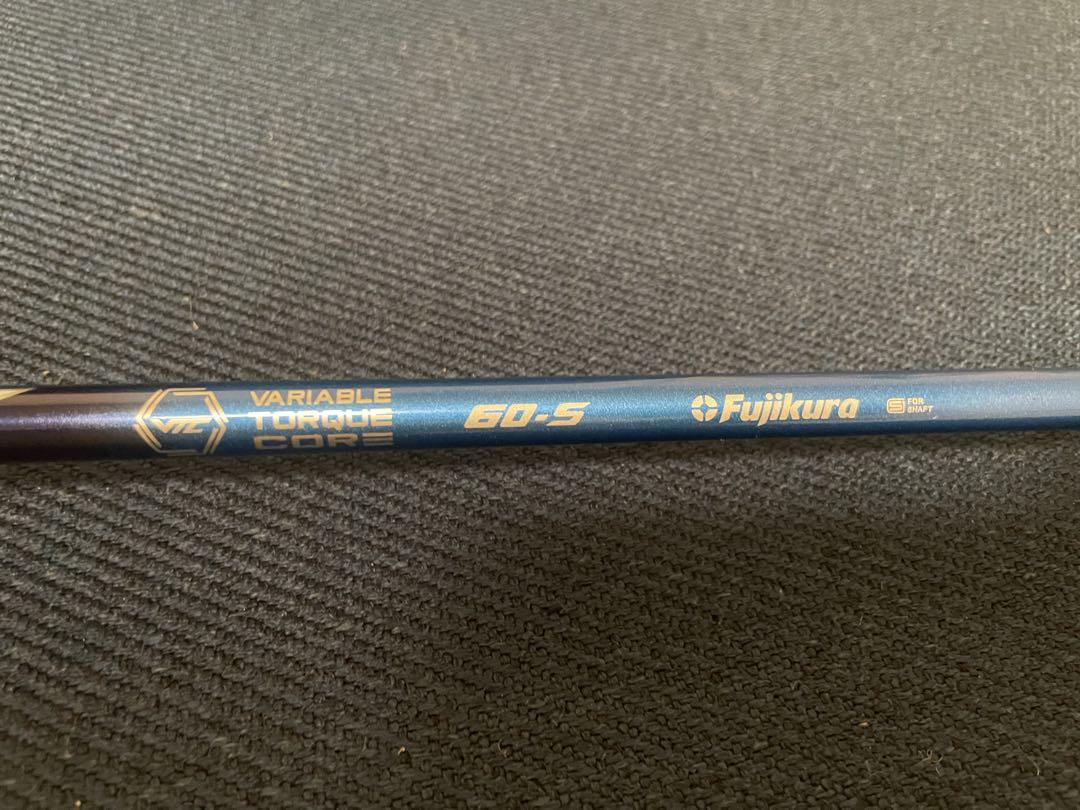 VTC
VARIABLE
TORQUE
CORE
60-S
Fujikura
S FOR
SHAFT